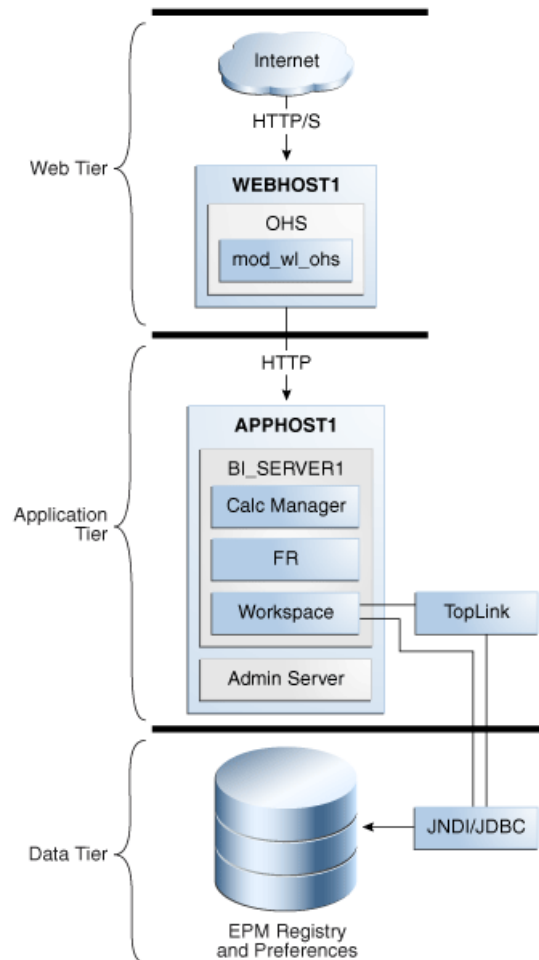 Internet
HTTP/S
Web Tier
WEBHOST1
OHS
mod_wl_ohs
HTTP
APPHOST1
BI_SERVER1
Calc Manager
Application
Tier
FR
Workspace
TopLink
Admin Server
Data Tier
JNDI/JDBC
EPM Registry
and Preferences